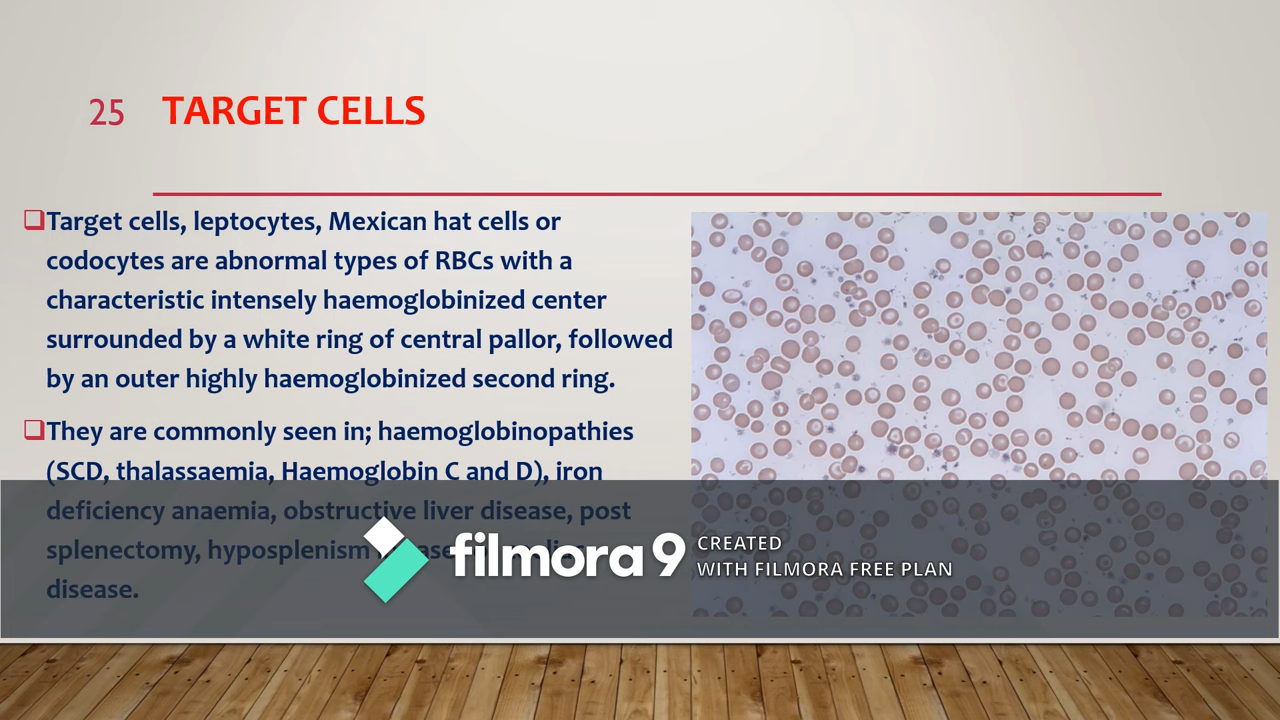 25 TARGET CELLS
Target cells, leptocytes, Mexican hat cells or
codocytes are abnormal types of RBCs with a
characteristic intensely haemoglobinized center
surrounded by a white ring of central pallor, followed
by an outer highly haemoglobinized second ring.
They are commonly seen in; haemoglobinopathies
(SCD, thalassaemia, Haemoglobin C and D), iron
deficiency anaemia, obstructive liver disease, post
splenectomy, hyposplenism
disease.
filmora 9
CREATED
WITH FILMORA FREE PLAN